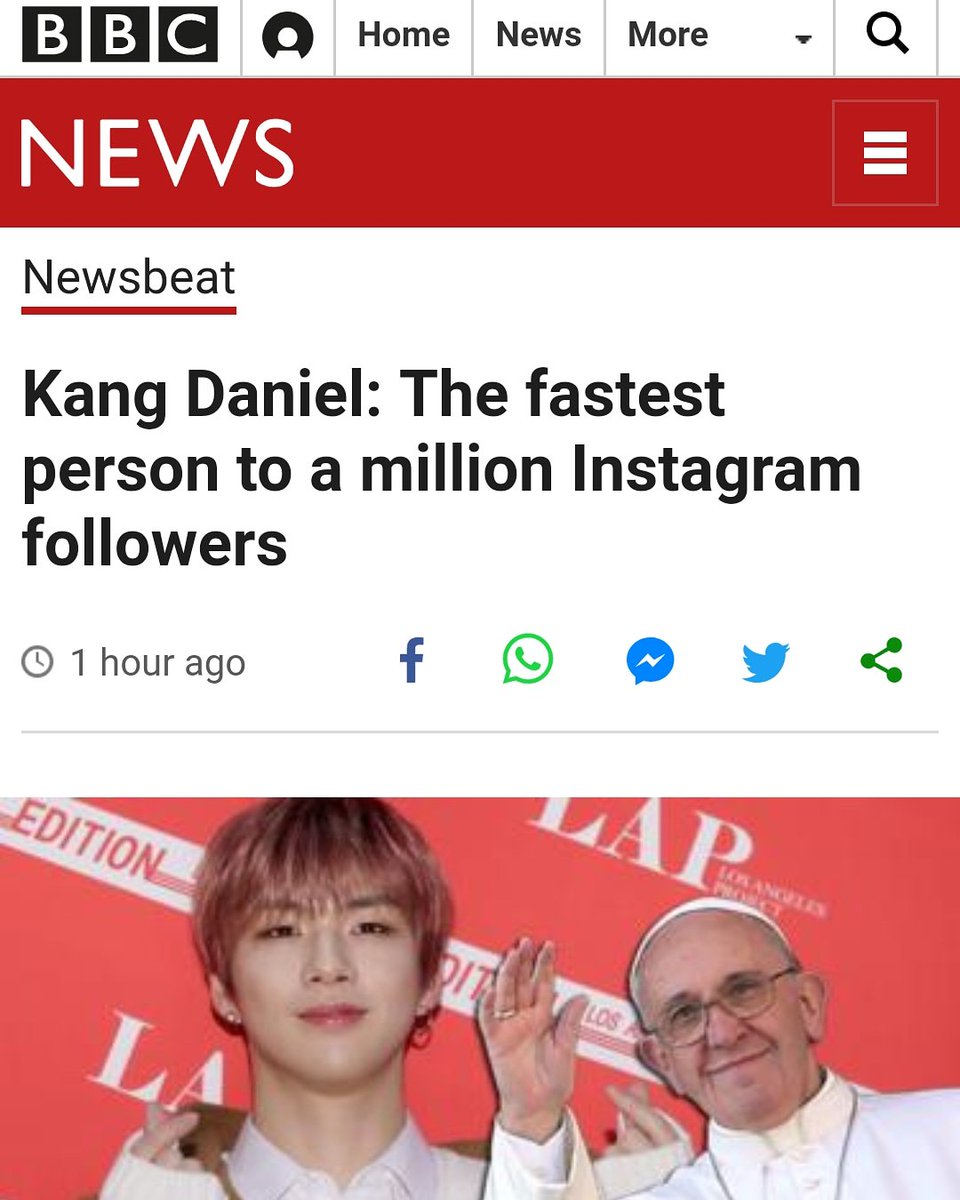 BBC
Home
News
More
NEWS
Newsbeat
Kang Daniel: The fastest
person to a million Instagram
followers
1 hour ago
EDITION
LAP
LOS ANGELES
PROJECT
EDIT
LOS A
LA